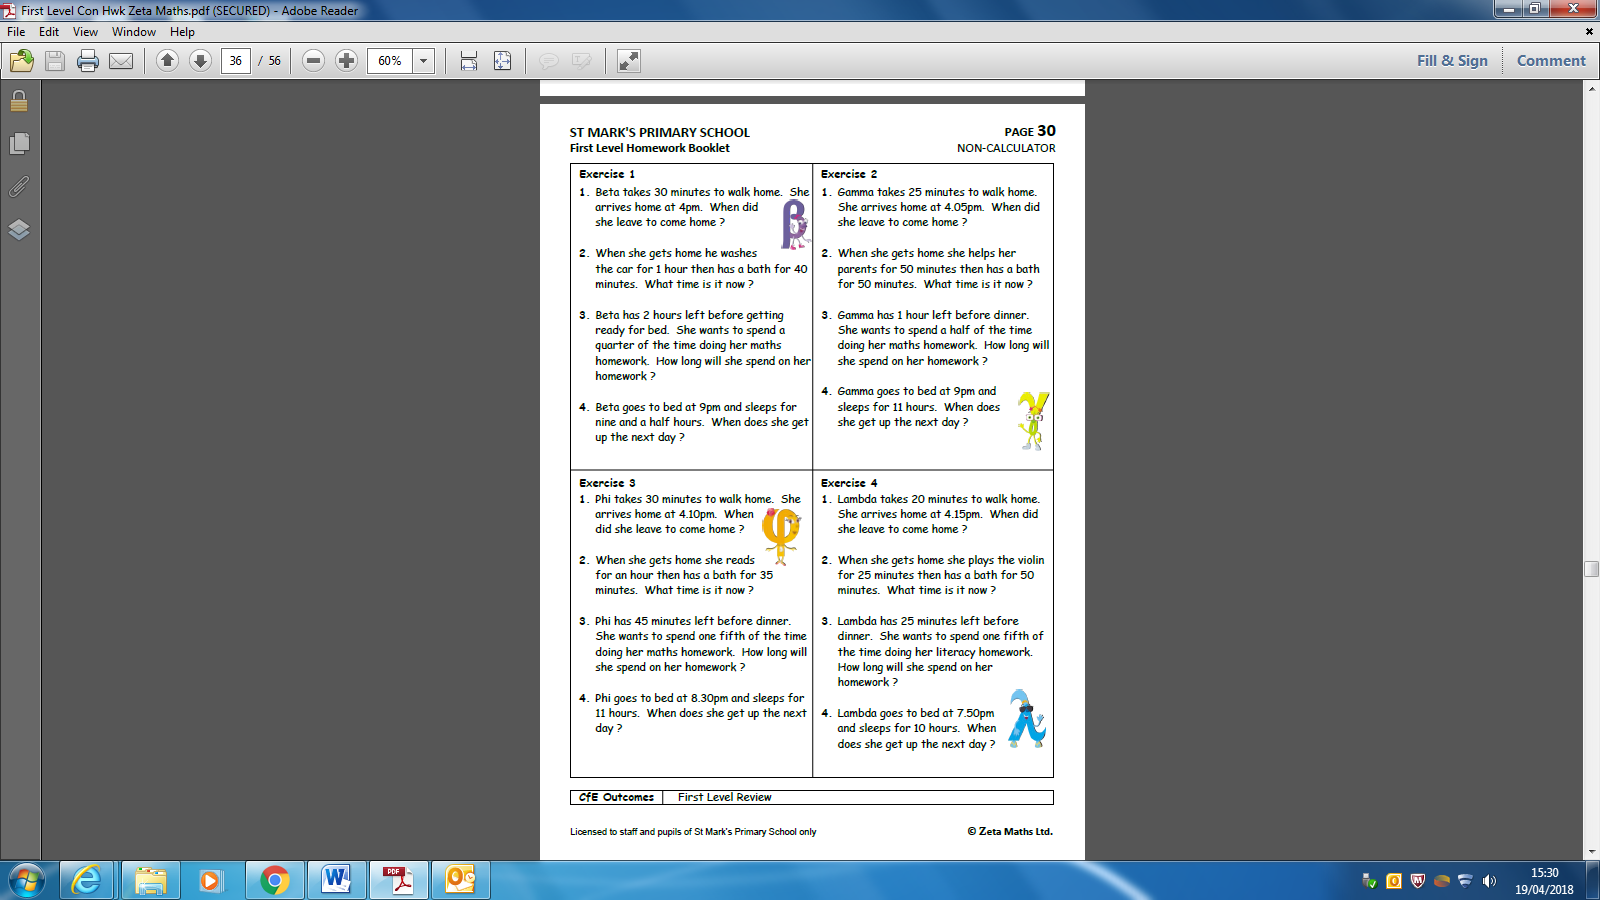 First Level Con Hwk Zeta Maths.pdf (SECURED) - Adobe Reader
File Edit View Window Help
36 / 56 60% Fill & Sign Comment
ST MARK'S PRIMARY SCHOOL PAGE 30
First Level Homework Booklet NON-CALCULATOR
Exercise 1
1. Beta takes 30 minutes to walk home. She
arrives home at 4pm. When did
she leave to come home ?
2. When she gets home he washes
the car for 1 hour then has a bath for 40
minutes. What time is it now ?
3. Beta has 2 hours left before getting
ready for bed. She wants to spend a
quarter of the time doing her maths
homework. How long will she spend on her
homework ?
4. Beta goes to bed at 9pm and sleeps for
nine and a half hours. When does she get
up the next day ?
Exercise 2
1. Gamma takes 25 minutes to walk home.
She arrives home at 4.05pm. When did
she leave to come home ?
2. When she gets home she helps her
parents for 50 minutes then has a bath
for 50 minutes. What time is it now ?
3. Gamma has 1 hour left before dinner.
She wants to spend a half of the time
doing her maths homework. How long will
she spend on her homework ?
4. Gamma goes to bed at 9pm and
sleeps for 11 hours. When does
she get up the next day ?
Exercise 3
1. Phi takes 30 minutes to walk home. She
arrives home at 4.10pm. When
did she leave to come home ?
2. When she gets home she reads
for an hour then has a bath for 35
minutes. What time is it now ?
3. Phi has 45 minutes left before dinner.
She wants to spend one fifth of the time
doing her maths homework. How long will
she spend on her homework ?
4. Phi goes to bed at 8.30pm and sleeps for
11 hours. When does she get up the next
day ?
Exercise 4
1. Lambda takes 20 minutes to walk home.
She arrives home at 4.15pm. When did
she leave to come home ?
2. When she gets home she plays the violin
for 25 minutes then has a bath for 50
minutes. What time is it now ?
3. Lambda has 25 minutes left before
dinner. She wants to spend one fifth of
the time doing her literacy homework.
How long will she spend on her
homework ?
4. Lambda goes to bed at 7.50pm
and sleeps for 10 hours. When
does she get up the next day ?
CfE Outcomes First Level Review
Licensed to staff and pupils of St Mark's Primary School only © Zeta Maths Ltd.
15:30
19/04/2018